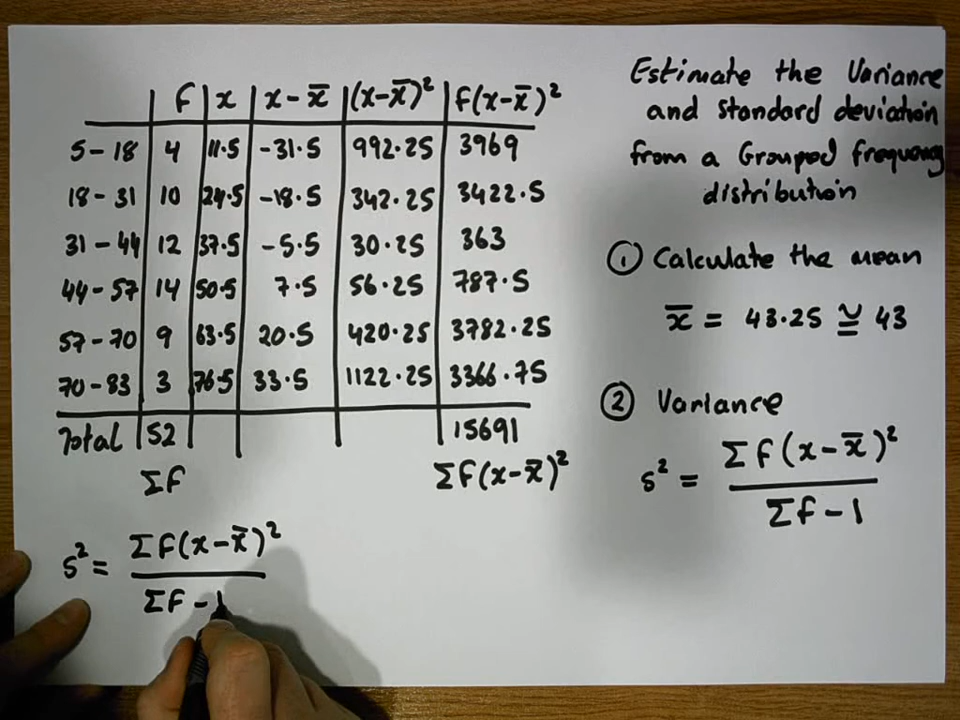 F | x | x - x̄ | (x-x̄)² | F(x-x̄)²
5-18 | 4 | 11.5 | -31.5 | 992.25 | 3969
18-31 | 10 | 24.5 | -18.5 | 342.25 | 3422.5
31-44 | 12 | 37.5 | -5.5 | 30.25 | 363
44-57 | 14 | 50.5 | 7.5 | 56.25 | 787.5
57-70 | 9 | 63.5 | 20.5 | 420.25 | 3782.25
70-83 | 3 | 76.5 | 33.5 | 1122.25 | 3366.75
Total | 52 | | | | 15691
ΣF ΣF(x-x̄)²
s² = ΣF(x-x̄)² / ΣF - 1
Estimate the Variance
and standard deviation
from a Grouped frequency
distribution
① Calculate the mean
x̄ = 43.25 ≅ 43
② Variance
s² = ΣF(x-x̄)² / ΣF - 1